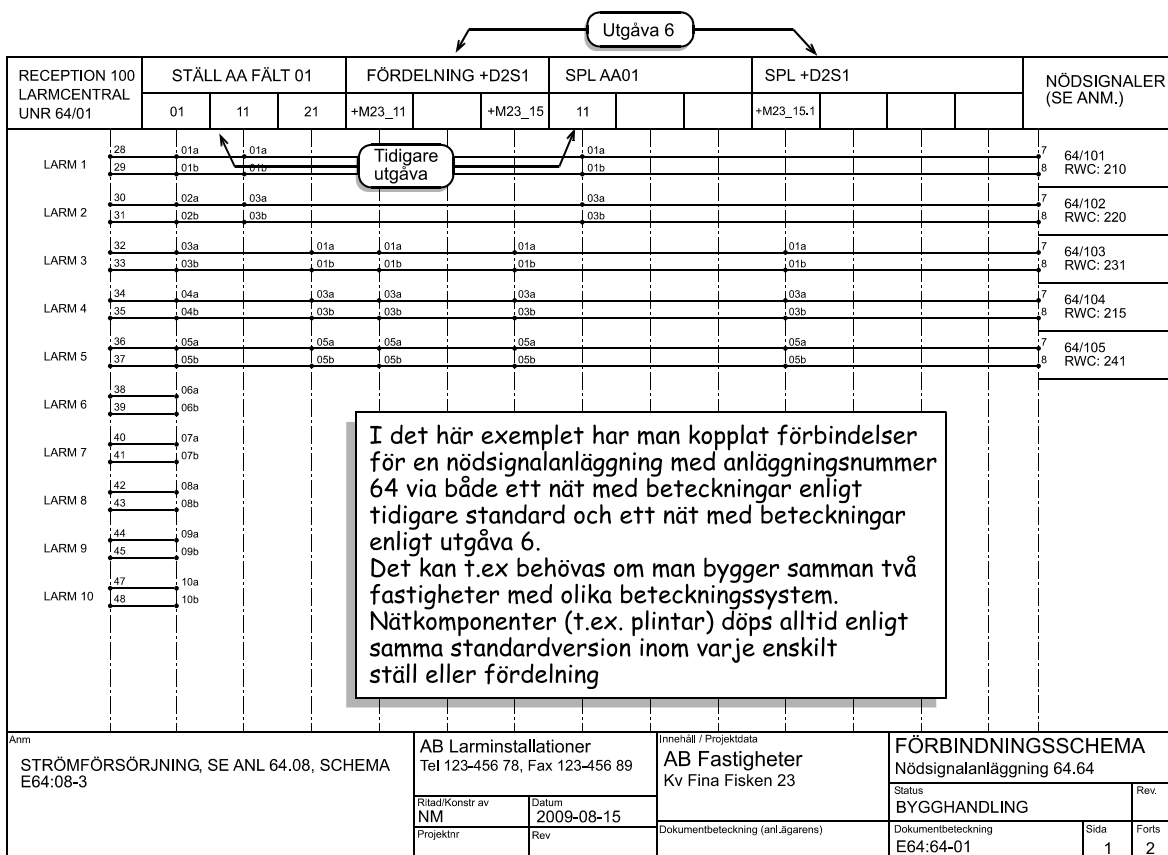 Utgåva 6
RECEPTION 100
LARMCENTRAL
UNR 64/01
STÄLL AA FÄLT 01
FÖRDELNING +D2S1
SPL AA01
SPL +D2S1
NÖDSIGNALER
(SE ANM.)
01 11 21 +M23_11 +M23_15 11 +M23_15.1
Tidigare
utgåva
28 01a 01a 01a 7 64/101
LARM 1
29 01b 01b 01b 8 RWC: 210
30 02a 03a 03a 7 64/102
LARM 2
31 02b 03b 03b 8 RWC: 220
32 03a 01a 01a 01a 01a 7 64/103
LARM 3
33 03b 01b 01b 01b 01b 8 RWC: 231
34 04a 03a 03a 03a 03a 7 64/104
LARM 4
35 04b 03b 03b 03b 03b 8 RWC: 215
36 05a 05a 05a 05a 05a 7 64/105
LARM 5
37 05b 05b 05b 05b 05b 8 RWC: 241
38 06a
LARM 6
39 06b
40 07a
LARM 7
41 07b
42 08a
LARM 8
43 08b
44 09a
LARM 9
45 09b
47 10a
LARM 10
48 10b
I det här exemplet har man kopplat förbindelser
för en nödsignalanläggning med anläggningsnummer
64 via både ett nät med beteckningar enligt
tidigare standard och ett nät med beteckningar
enligt utgåva 6.
Det kan t.ex behövas om man bygger samman två
fastigheter med olika beteckningssystem.
Nätkomponenter (t.ex. plintar) döps alltid enligt
samma standardversion inom varje enskilt
ställ eller fördelning
Anm
STRÖMFÖRSÖRJNING, SE ANL 64.08, SCHEMA
E64:08-3
AB Larminstallationer
Tel 123-456 78, Fax 123-456 89
Ritad/Konstr av
NM
Datum
2009-08-15
Projektnr
Rev
Innehåll / Projektdata
AB Fastigheter
Kv Fina Fisken 23
Dokumentbeteckning (anl.ägarens)
FÖRBINDNINGSSCHEMA
Nödsignalanläggning 64.64
Status
BYGGHANDLING
Rev.
Dokumentbeteckning
E64:64-01
Sida
1
Forts
2